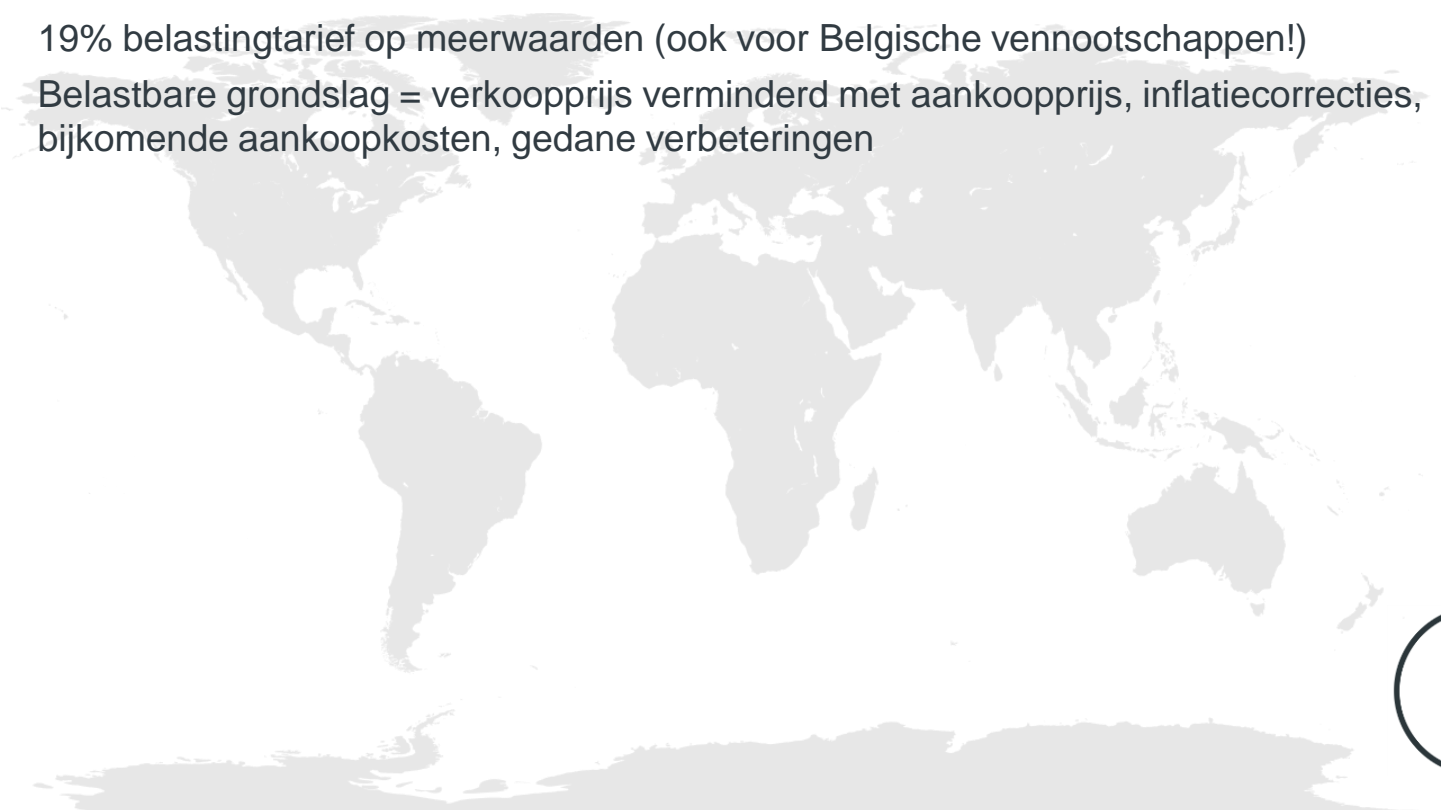 19% belastingtarief op meerwaarden (ook voor Belgische vennootschappen!)
Belastbare grondslag = verkoopprijs verminderd met aankoopprijs, inflatiecorrecties,
bijkomende aankoopkosten, gedane verbeteringen